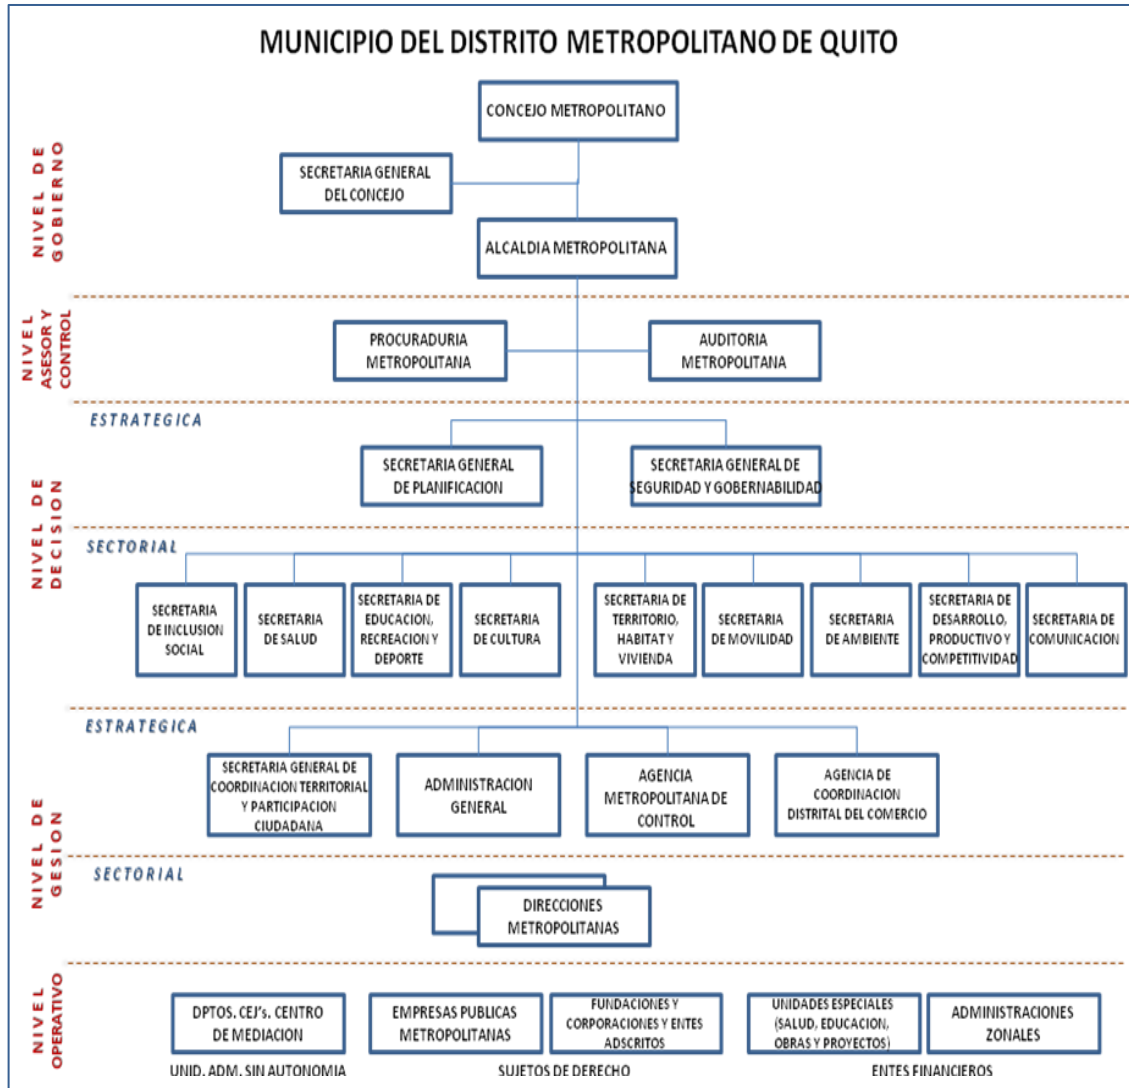 MUNICIPIO DEL DISTRITO METROPOLITANO DE QUITO
NIVEL DE
GOBIERNO
CONCEJO METROPOLITANO
SECRETARIA GENERAL
DEL CONCEJO
ALCALDIA METROPOLITANA
NIVEL
ASESOR Y
CONTROL
PROCURADURIA
METROPOLITANA
AUDITORIA
METROPOLITANA
NIVEL DE
DECISION
ESTRATEGICA
SECRETARIA GENERAL
DE PLANIFICACION
SECRETARIA GENERAL DE
SEGURIDAD Y GOBERNABILIDAD
SECTORIAL
SECRETARIA
DE INCLUSION
SOCIAL
SECRETARIA
DE SALUD
SECRETARIA DE
EDUCACION,
RECREACION Y
DEPORTE
SECRETARIA
DE CULTURA
SECRETARIA DE
TERRITORIO,
HABITAT Y
VIVIENDA
SECRETARIA
DE MOVILIDAD
SECRETARIA
DE AMBIENTE
SECRETARIA DE
DESARROLLO,
PRODUCTIVO Y
COMPETITIVIDAD
SECRETARIA DE
COMUNICACION
NIVEL DE
GESION
ESTRATEGICA
SECRETARIA GENERAL DE
COORDINACION TERRITORIAL
Y PARTICIPACION
CIUDADANA
ADMINISTRACION
GENERAL
AGENCIA
METROPOLITANA DE
CONTROL
AGENCIA DE
COORDINACION
DISTRITAL DEL COMERCIO
SECTORIAL
DIRECCIONES
METROPOLITANAS
NIVEL
OPERATIVO
DPTOS. CEJ's. CENTRO
DE MEDIACION
EMPRESAS PUBLICAS
METROPOLITANAS
FUNDACIONES Y
CORPORACIONES Y ENTES
ADSCRITOS
UNIDADES ESPECIALES
(SALUD, EDUCACION,
OBRAS Y PROYECTOS)
ADMINISTRACIONES
ZONALES
UNID. ADM. SIN AUTONOMIA
SUJETOS DE DERECHO
ENTES FINANCIEROS